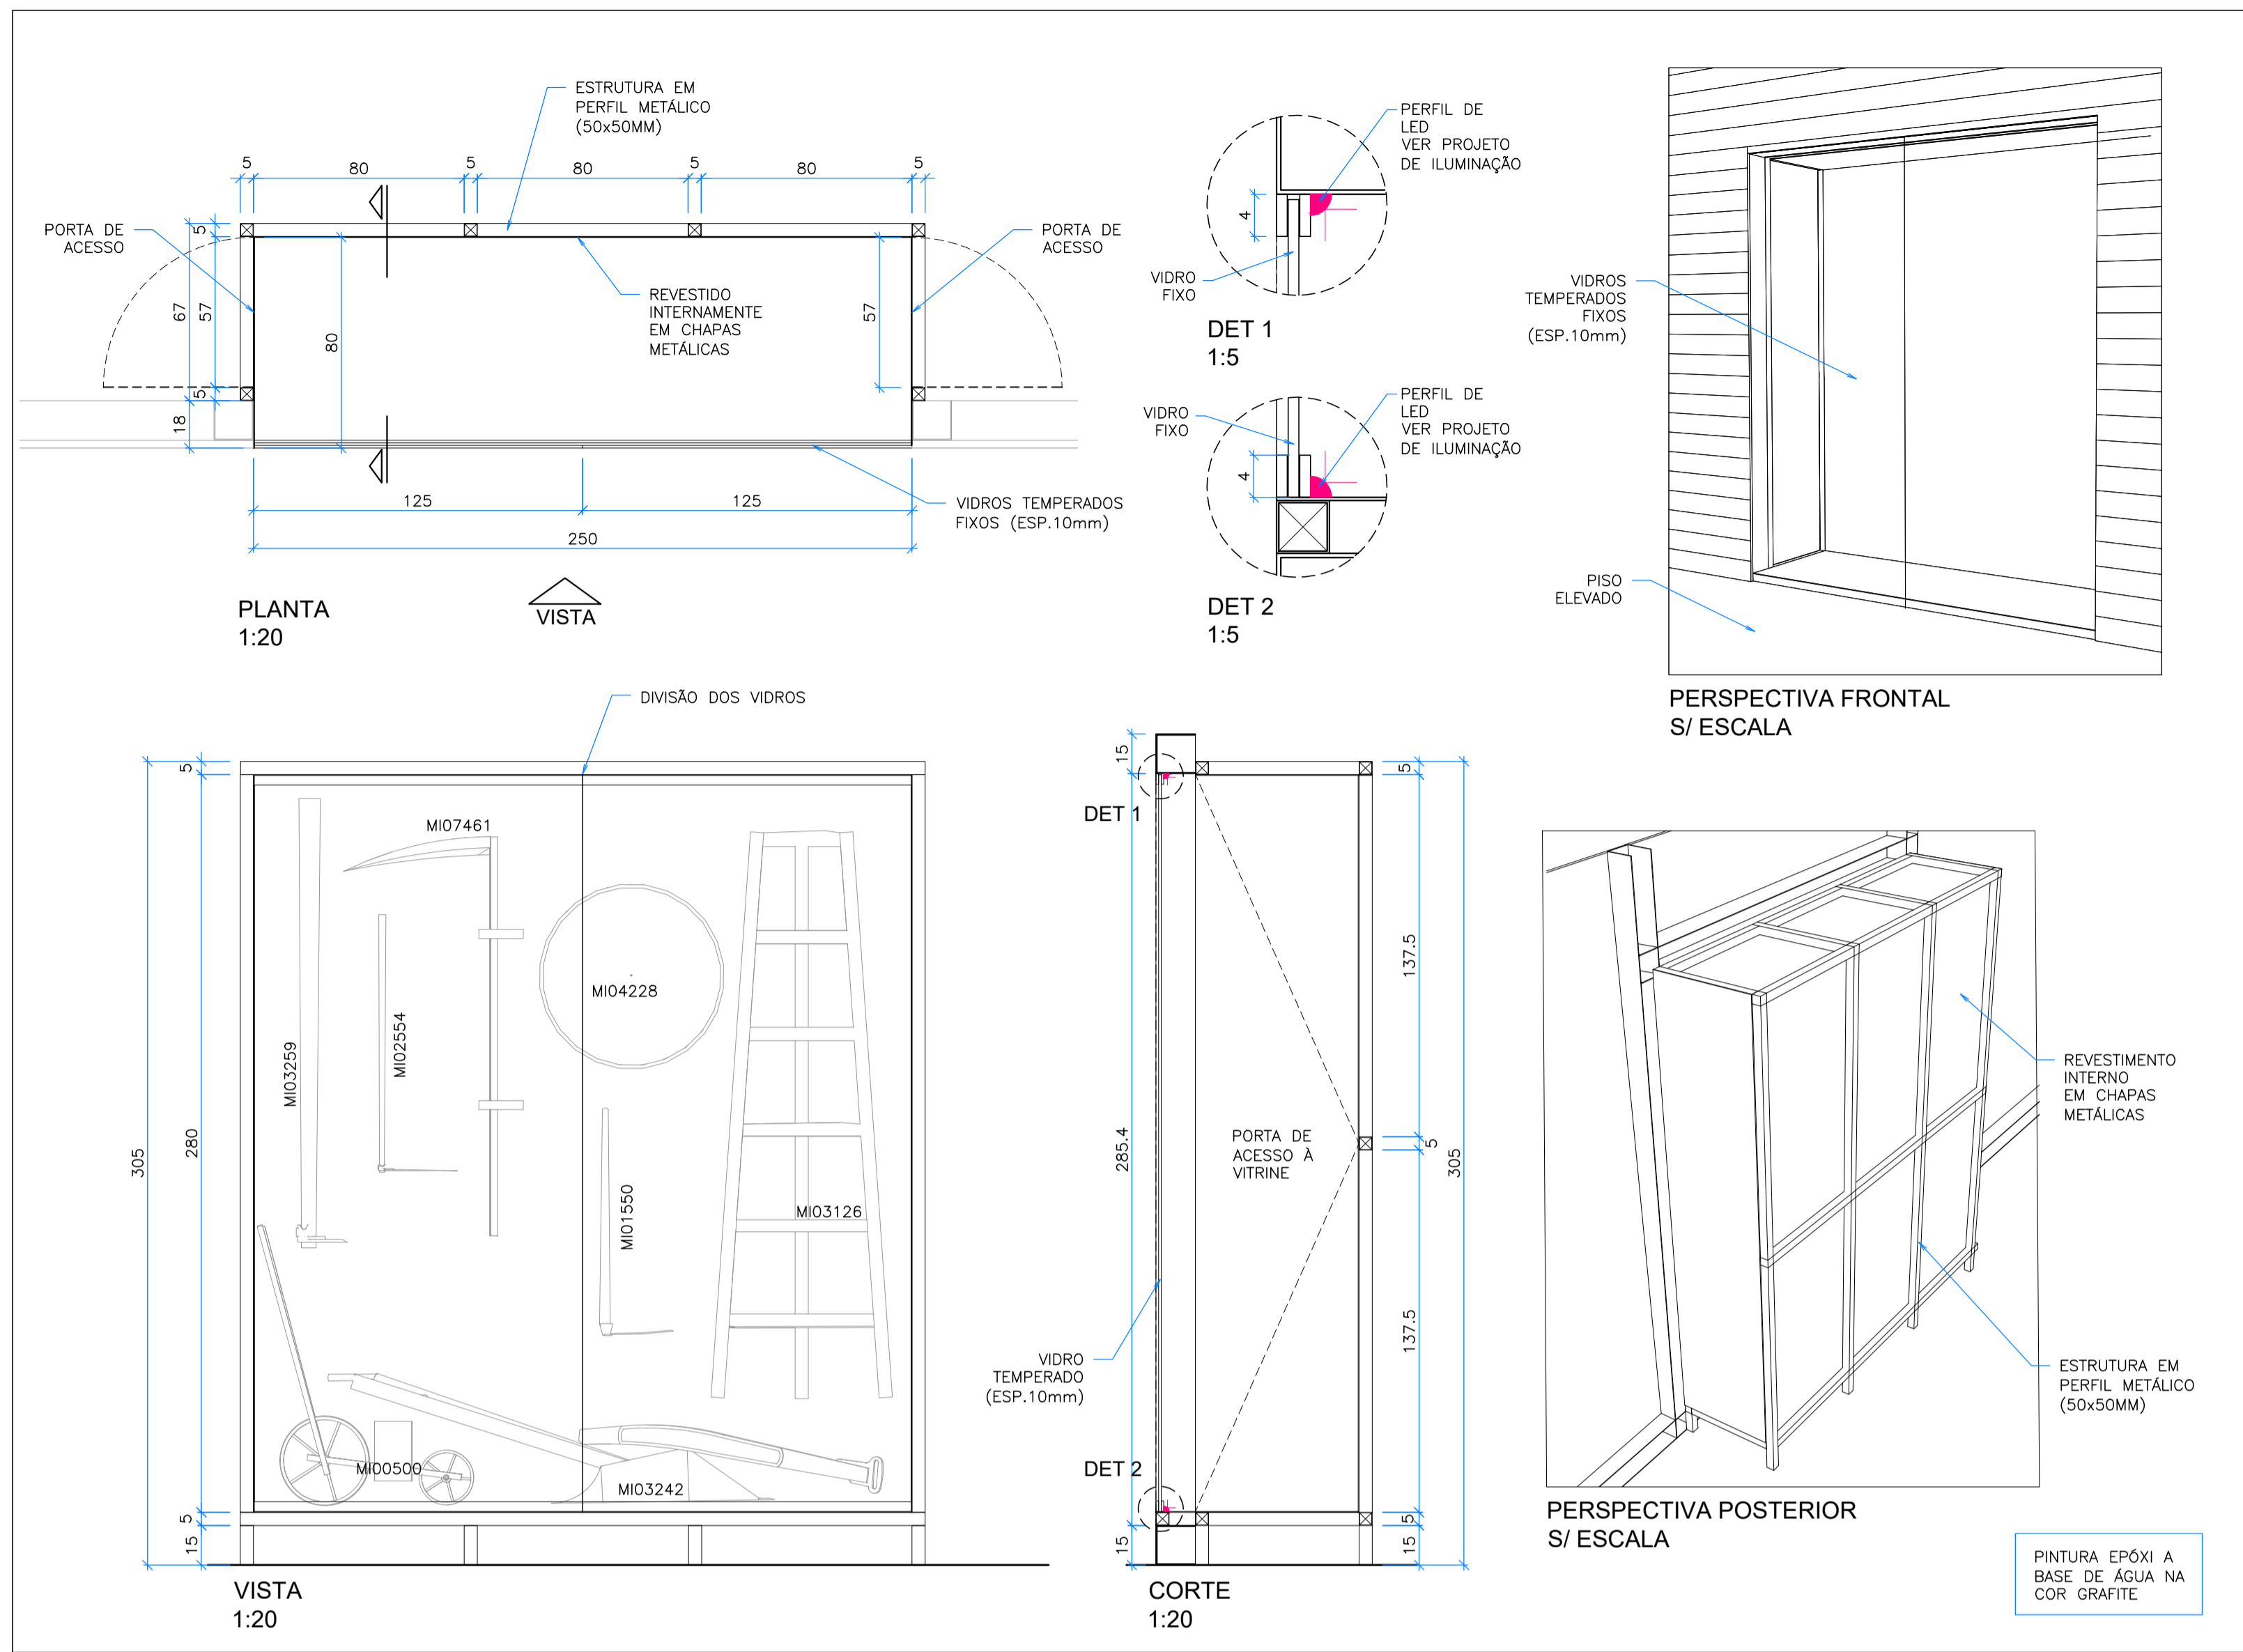 ESTRUTURA EM
PERFIL METÁLICO
(50x50MM)
5
80
5
80
5
80
5
PORTA DE
ACESSO
PORTA DE
ACESSO
5
67
57
80
57
5
18
REVESTIDO
INTERNAMENTE
EM CHAPAS
METÁLICAS
125
125
250
VIDROS TEMPERADOS
FIXOS (ESP.10mm)
PLANTA
1:20
VISTA
PERFIL DE
LED
VER PROJETO
DE ILUMINAÇÃO
4
VIDRO
FIXO
DET 1
1:5
PERFIL DE
LED
VER PROJETO
DE ILUMINAÇÃO
VIDRO
FIXO
4
DET 2
1:5
VIDROS
TEMPERADOS
FIXOS
(ESP.10mm)
PISO
ELEVADO
PERSPECTIVA FRONTAL
S/ ESCALA
DIVISÃO DOS VIDROS
5
305
280
5
15
MI07461
MI03259
MI02554
MI04228
MI01550
MI03126
MI00500
MI03242
VISTA
1:20
15
DET 1
5
137.5
285.4
PORTA DE
ACESSO À
VITRINE
5
305
137.5
VIDRO
TEMPERADO
(ESP.10mm)
DET 2
5
15
15
CORTE
1:20
REVESTIMENTO
INTERNO
EM CHAPAS
METÁLICAS
ESTRUTURA EM
PERFIL METÁLICO
(50x50MM)
PERSPECTIVA POSTERIOR
S/ ESCALA
PINTURA EPÓXI A
BASE DE ÁGUA NA
COR GRAFITE